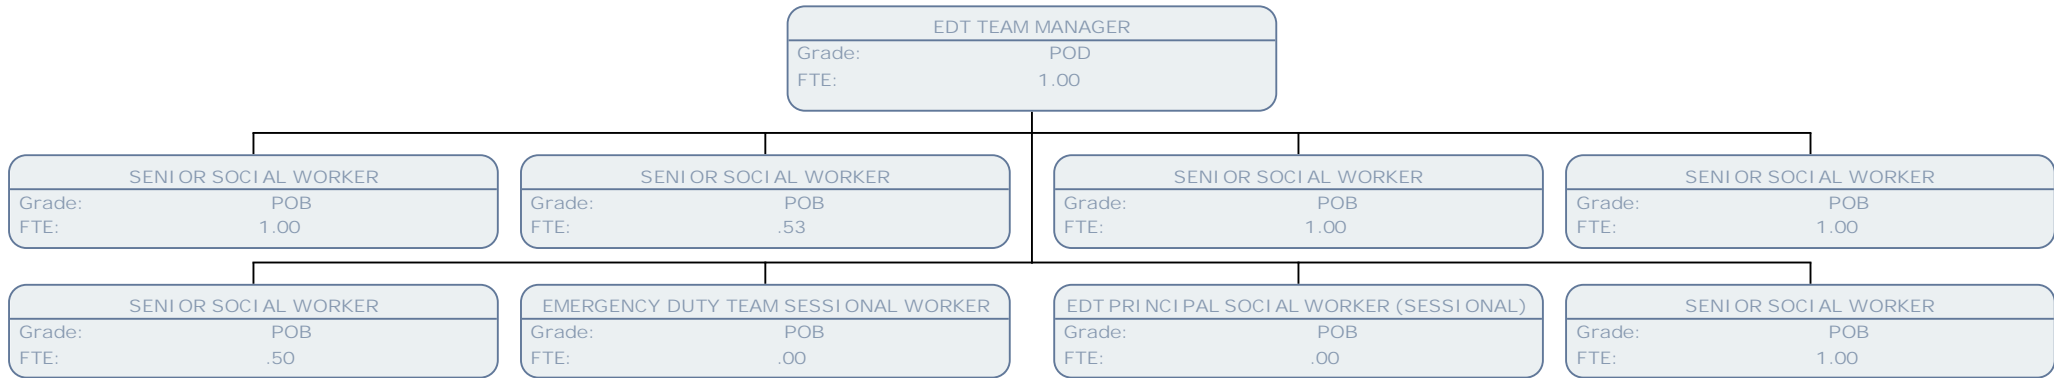 EDT TEAM MANAGER
Grade: POD
FTE: 1.00
SENIOR SOCIAL WORKER
Grade: POB
FTE: 1.00
SENIOR SOCIAL WORKER
Grade: POB
FTE: .53
SENIOR SOCIAL WORKER
Grade: POB
FTE: 1.00
SENIOR SOCIAL WORKER
Grade: POB
FTE: 1.00
SENIOR SOCIAL WORKER
Grade: POB
FTE: .50
EMERGENCY DUTY TEAM SESSIONAL WORKER
Grade: POB
FTE: .00
EDT PRINCIPAL SOCIAL WORKER (SESSIONAL)
Grade: POB
FTE: .00
SENIOR SOCIAL WORKER
Grade: POB
FTE: 1.00